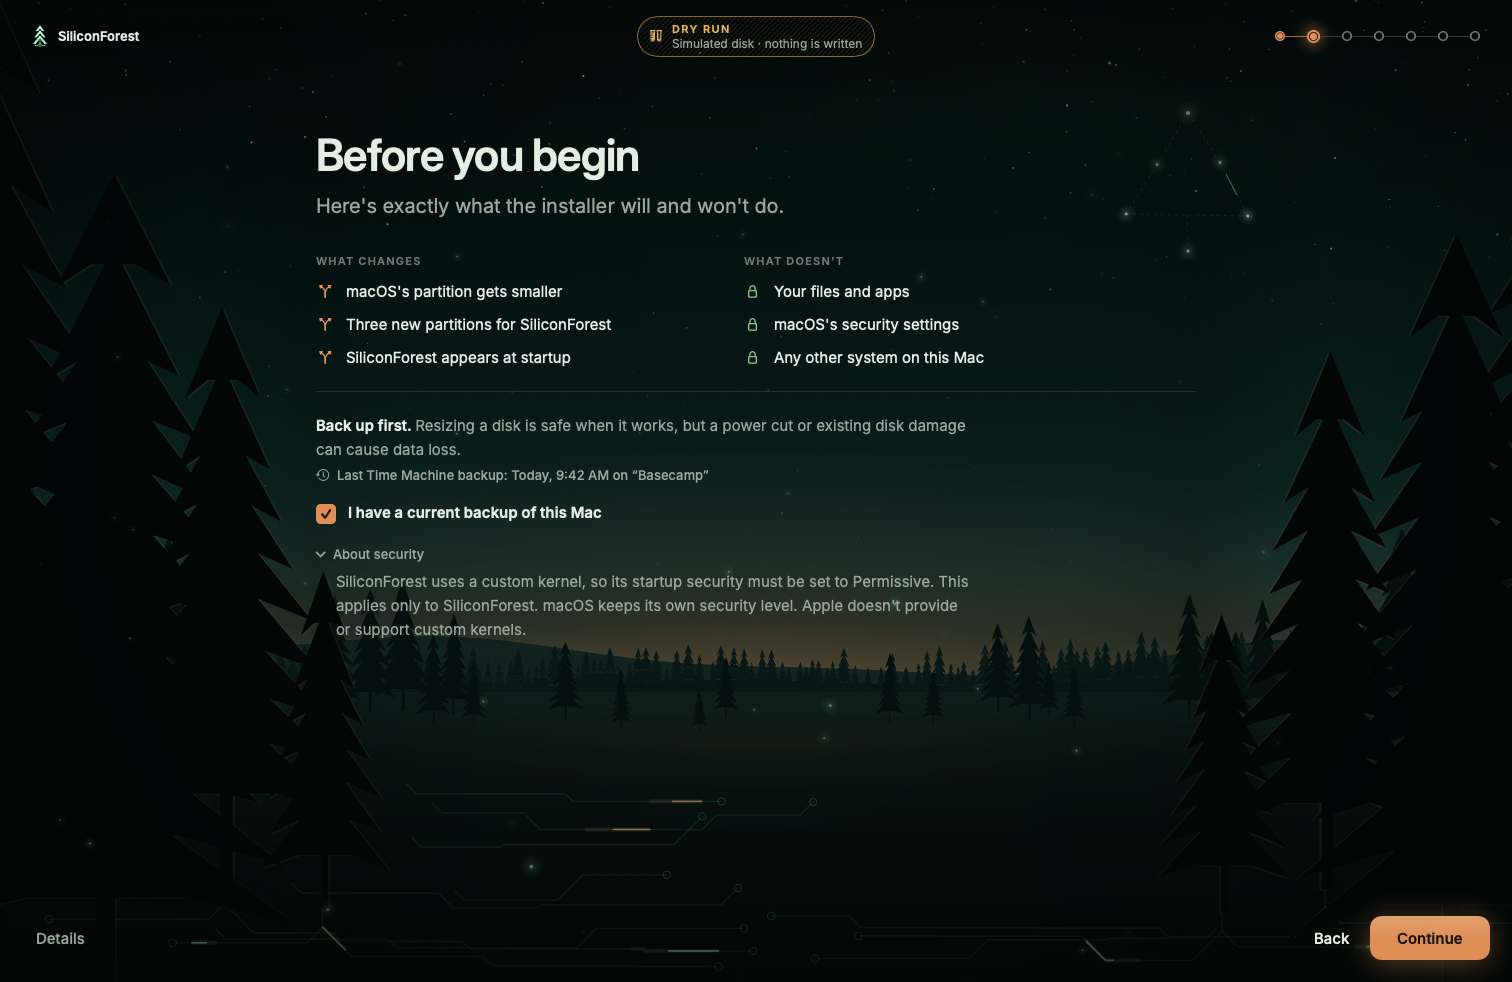 SiliconForest
DRY RUN
Simulated disk · nothing is written
Before you begin
Here's exactly what the installer will and won't do.
WHAT CHANGES
macOS's partition gets smaller
Three new partitions for SiliconForest
SiliconForest appears at startup
WHAT DOESN'T
Your files and apps
macOS's security settings
Any other system on this Mac
Back up first. Resizing a disk is safe when it works, but a power cut or existing disk damage
can cause data loss.
Last Time Machine backup: Today, 9:42 AM on “Basecamp”
I have a current backup of this Mac
About security
SiliconForest uses a custom kernel, so its startup security must be set to Permissive. This
applies only to SiliconForest. macOS keeps its own security level. Apple doesn't provide
or support custom kernels.
Details
Back
Continue